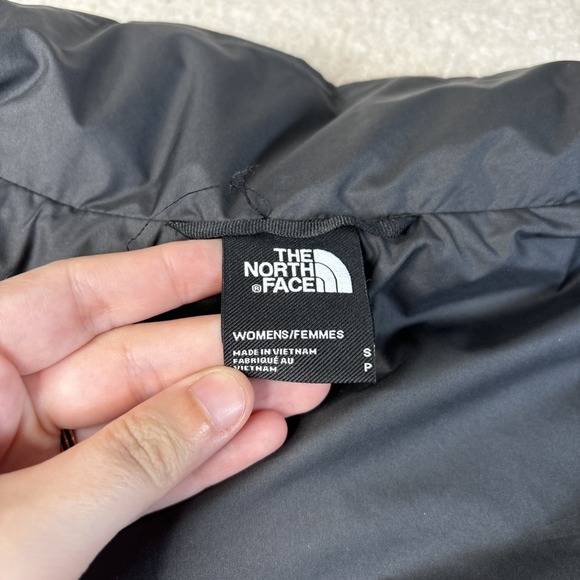 THE
NORTH
®FACE
WOMENS/FEMMES
MADE IN VIETNAM S
FABRIQUÉ AU P
VIETNAM